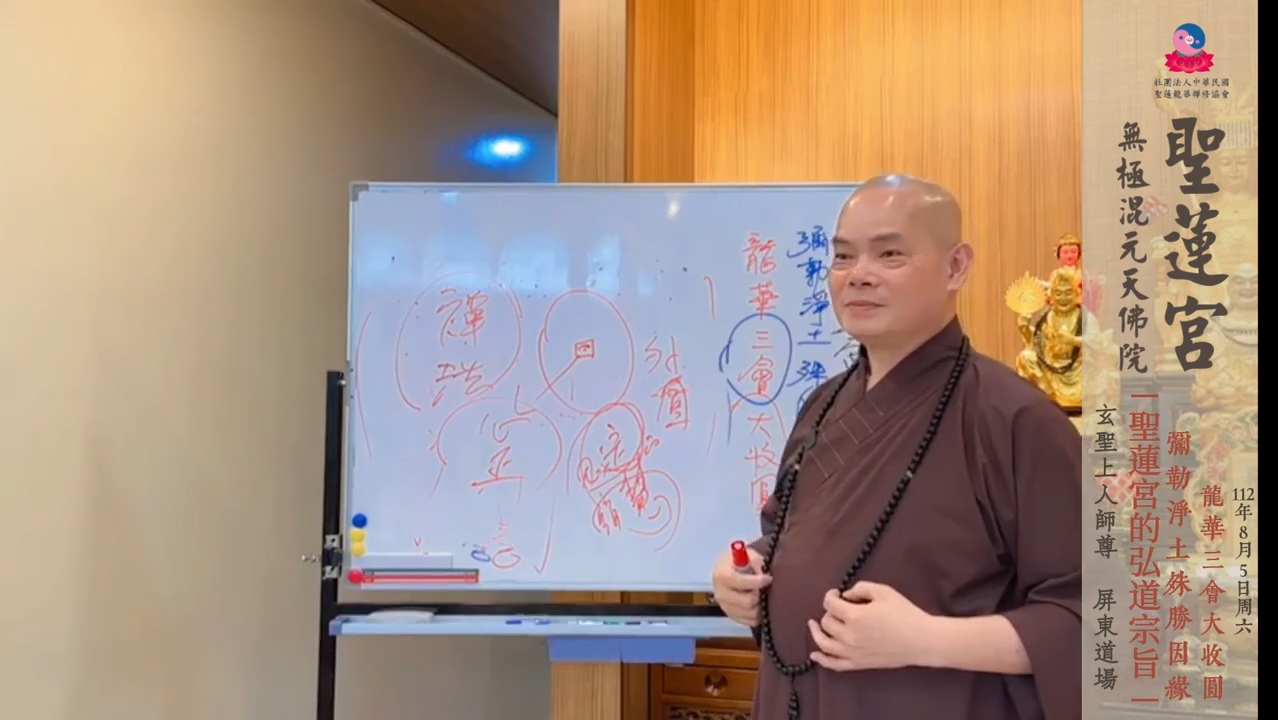 社團法人中華民國
聖蓮龍華禪修協會
聖蓮宮
無極混元天佛院
112年8月5日周六
龍華三會大收圓
彌勒淨土殊勝因緣
｜聖蓮宮的弘道宗旨｜
玄聖上人師尊 屏東道場
彌勒淨土殊
龍華三會大收圓
外
回
禪
定